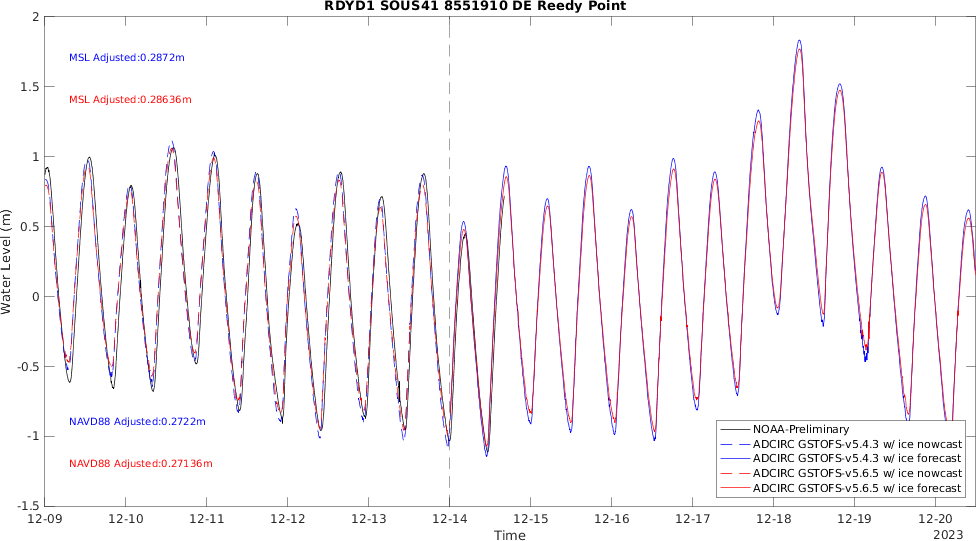 RDYD1 SOUS41 8551910 DE Reedy Point
2
1.5
1
0.5
0
-0.5
-1
-1.5
Water Level (m)
MSL Adjusted:0.2872m
MSL Adjusted:0.28636m
NAVD88 Adjusted:0.2722m
NAVD88 Adjusted:0.27136m
NOAA-Preliminary
ADCIRC GSTOFS-v5.4.3 w/ ice nowcast
ADCIRC GSTOFS-v5.4.3 w/ ice forecast
ADCIRC GSTOFS-v5.6.5 w/ ice nowcast
ADCIRC GSTOFS-v5.6.5 w/ ice forecast
12-09 12-10 12-11 12-12 12-13 12-14 12-15 12-16 12-17 12-18 12-19 12-20
Time
2023